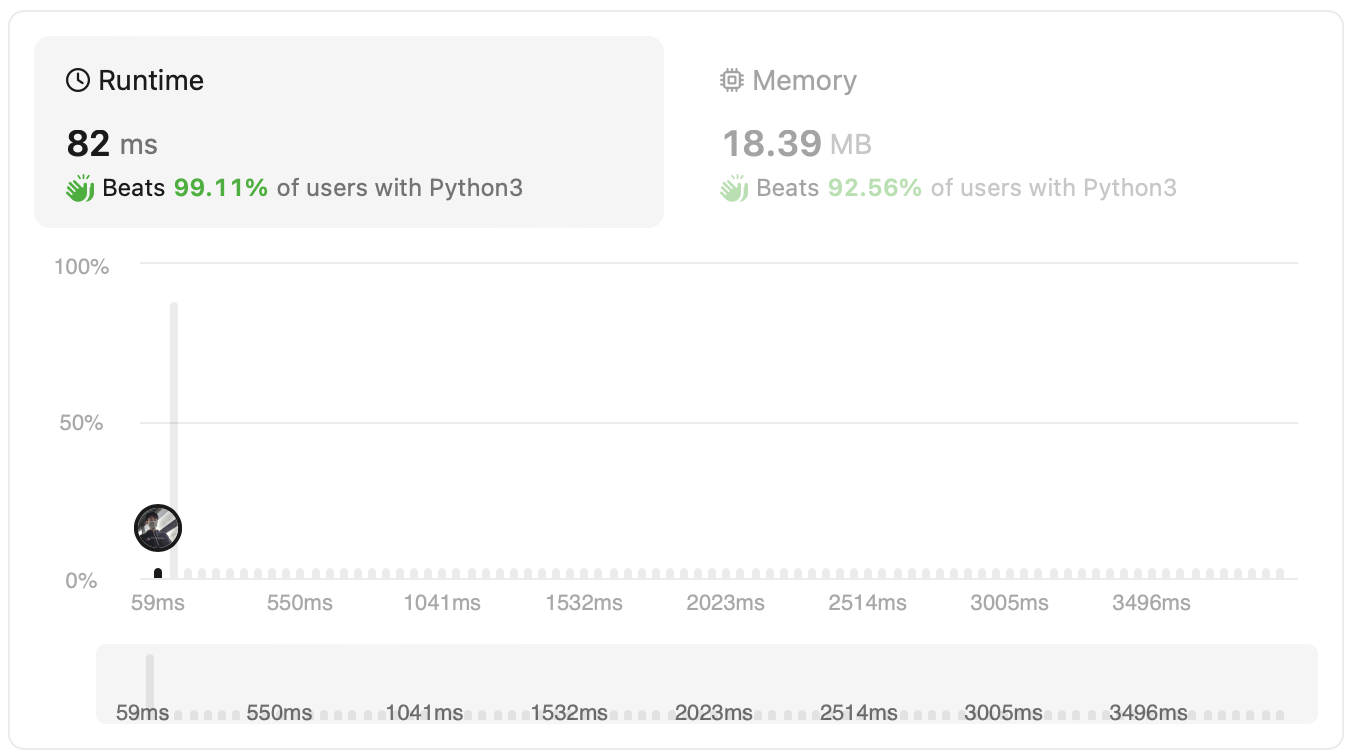 Runtime
82 ms
Beats 99.11% of users with Python3
Memory
18.39 MB
Beats 92.56% of users with Python3
100%
50%
0%
59ms 550ms 1041ms 1532ms 2023ms 2514ms 3005ms 3496ms
59ms 550ms 1041ms 1532ms 2023ms 2514ms 3005ms 3496ms